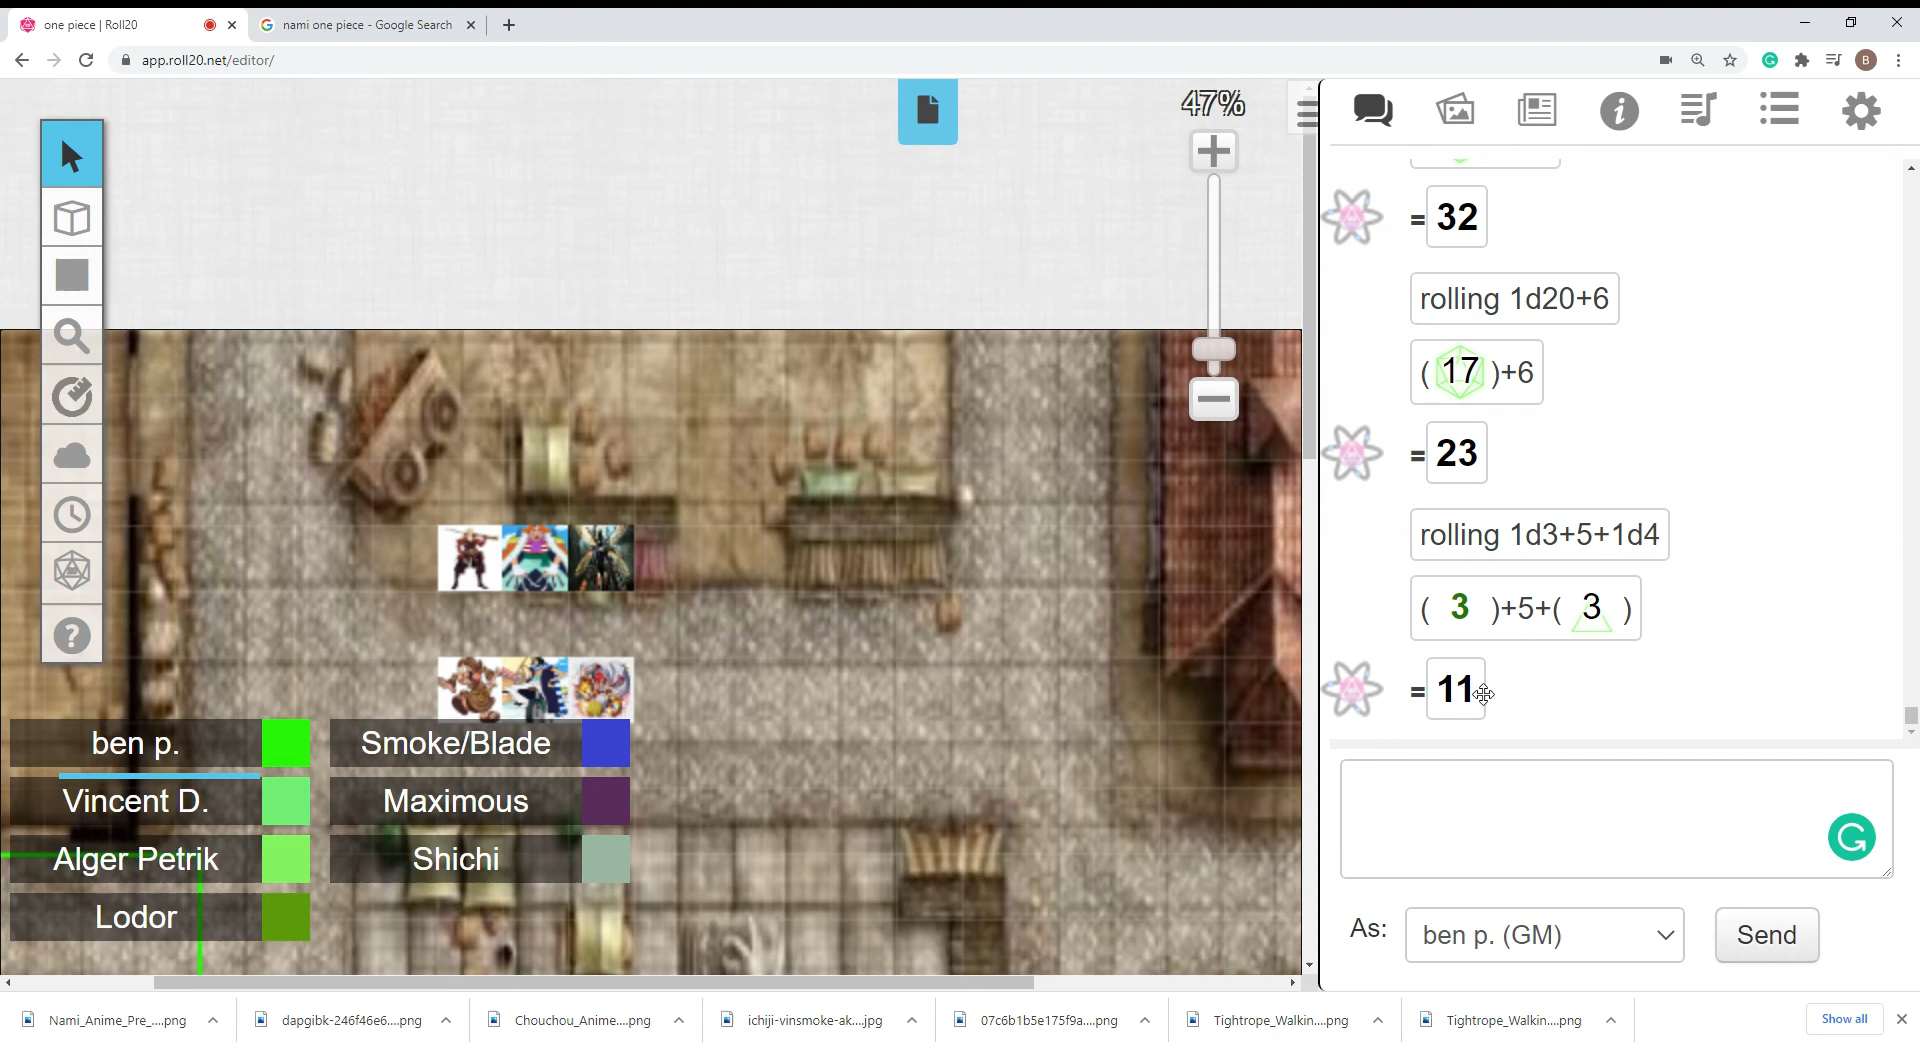 one piece | Roll20
nami one piece - Google Search
app.roll20.net/editor/
B
47%
= 32
rolling 1d20+6
( 17 )+6
= 23
rolling 1d3+5+1d4
( 3 )+5+( 3 )
= 11
ben p.
Smoke/Blade
Vincent D.
Maximous
Alger Petrik
Shichi
Lodor
As:
ben p. (GM)
Send
Nami_Anime_Pre_....png
dapgibk-246f46e6....png
Chouchou_Anime....png
ichiji-vinsmoke-ak....jpg
07c6b1b5e175f9a....png
Tightrope_Walkin....png
Tightrope_Walkin....png
Show all